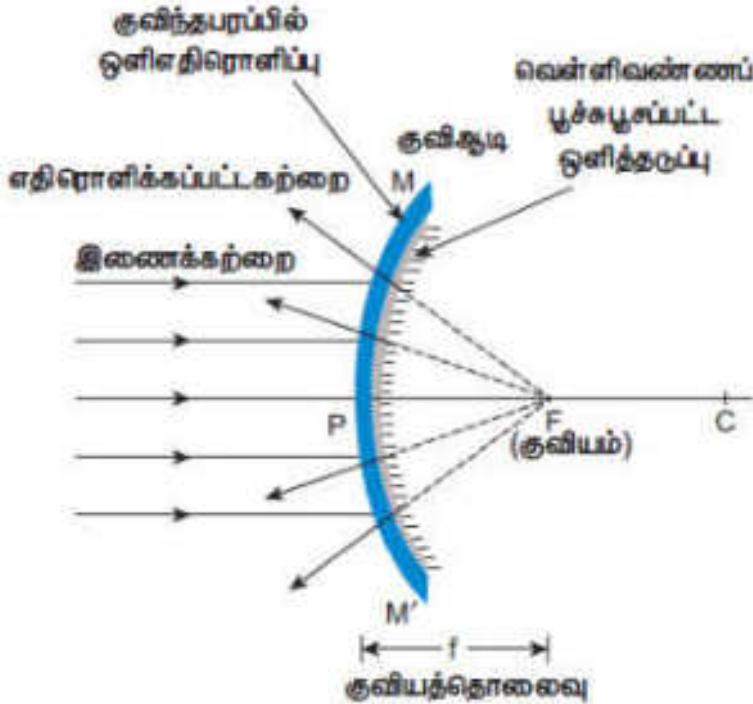 குவிந்தபரப்பில்
ஒளிஎதிரொளிப்பு
வெள்ளிவண்ணப்
பூச்சுபூசப்பட்ட
ஒளித்தடுப்பு
குவிஆடி
எதிரொளிக்கப்பட்டகற்றை
M
இணைக்கற்றை
P
F
C
(குவியம்)
M′
f
குவியத்தொலைவு